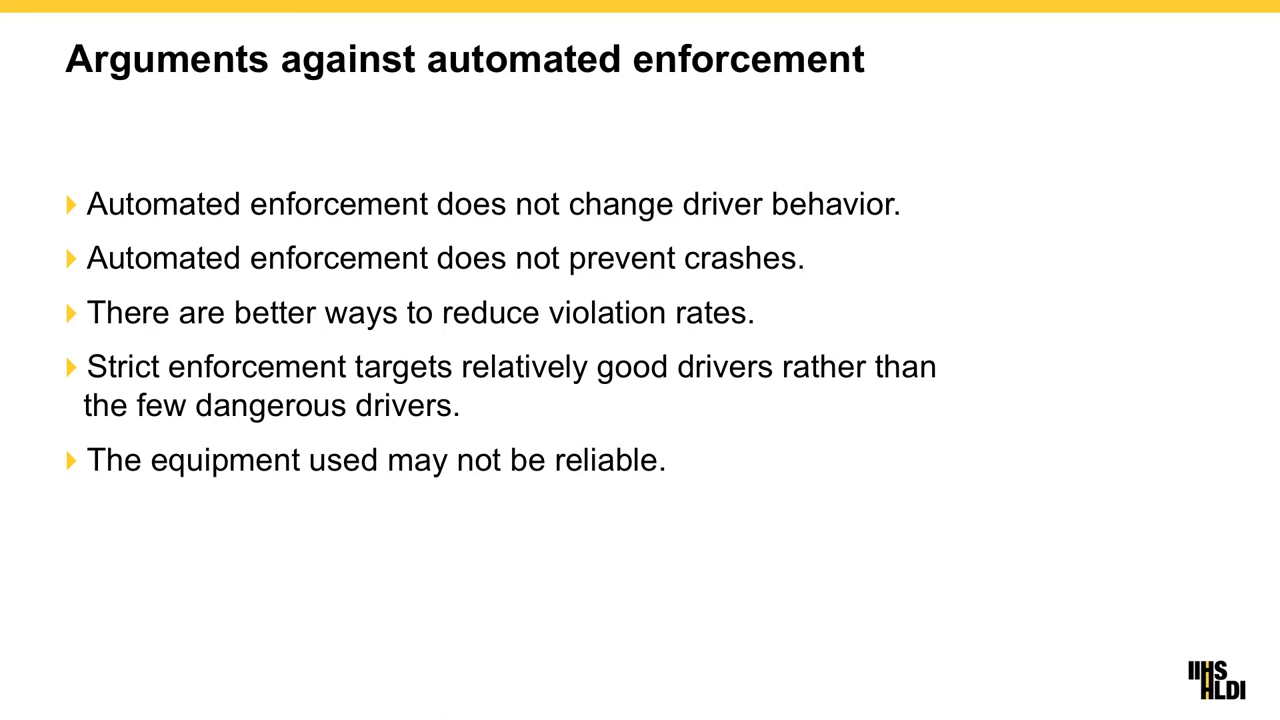 Arguments against automated enforcement
Automated enforcement does not change driver behavior.
Automated enforcement does not prevent crashes.
There are better ways to reduce violation rates.
Strict enforcement targets relatively good drivers rather than
the few dangerous drivers.
The equipment used may not be reliable.
IIHS
HLDI